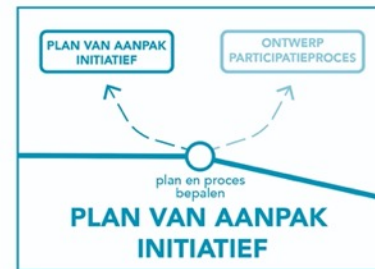 PLAN VAN AANPAK
INITIATIEF
ONTWERP
PARTICIPATIEPROCES
plan en proces
bepalen
PLAN VAN AANPAK
INITIATIEF